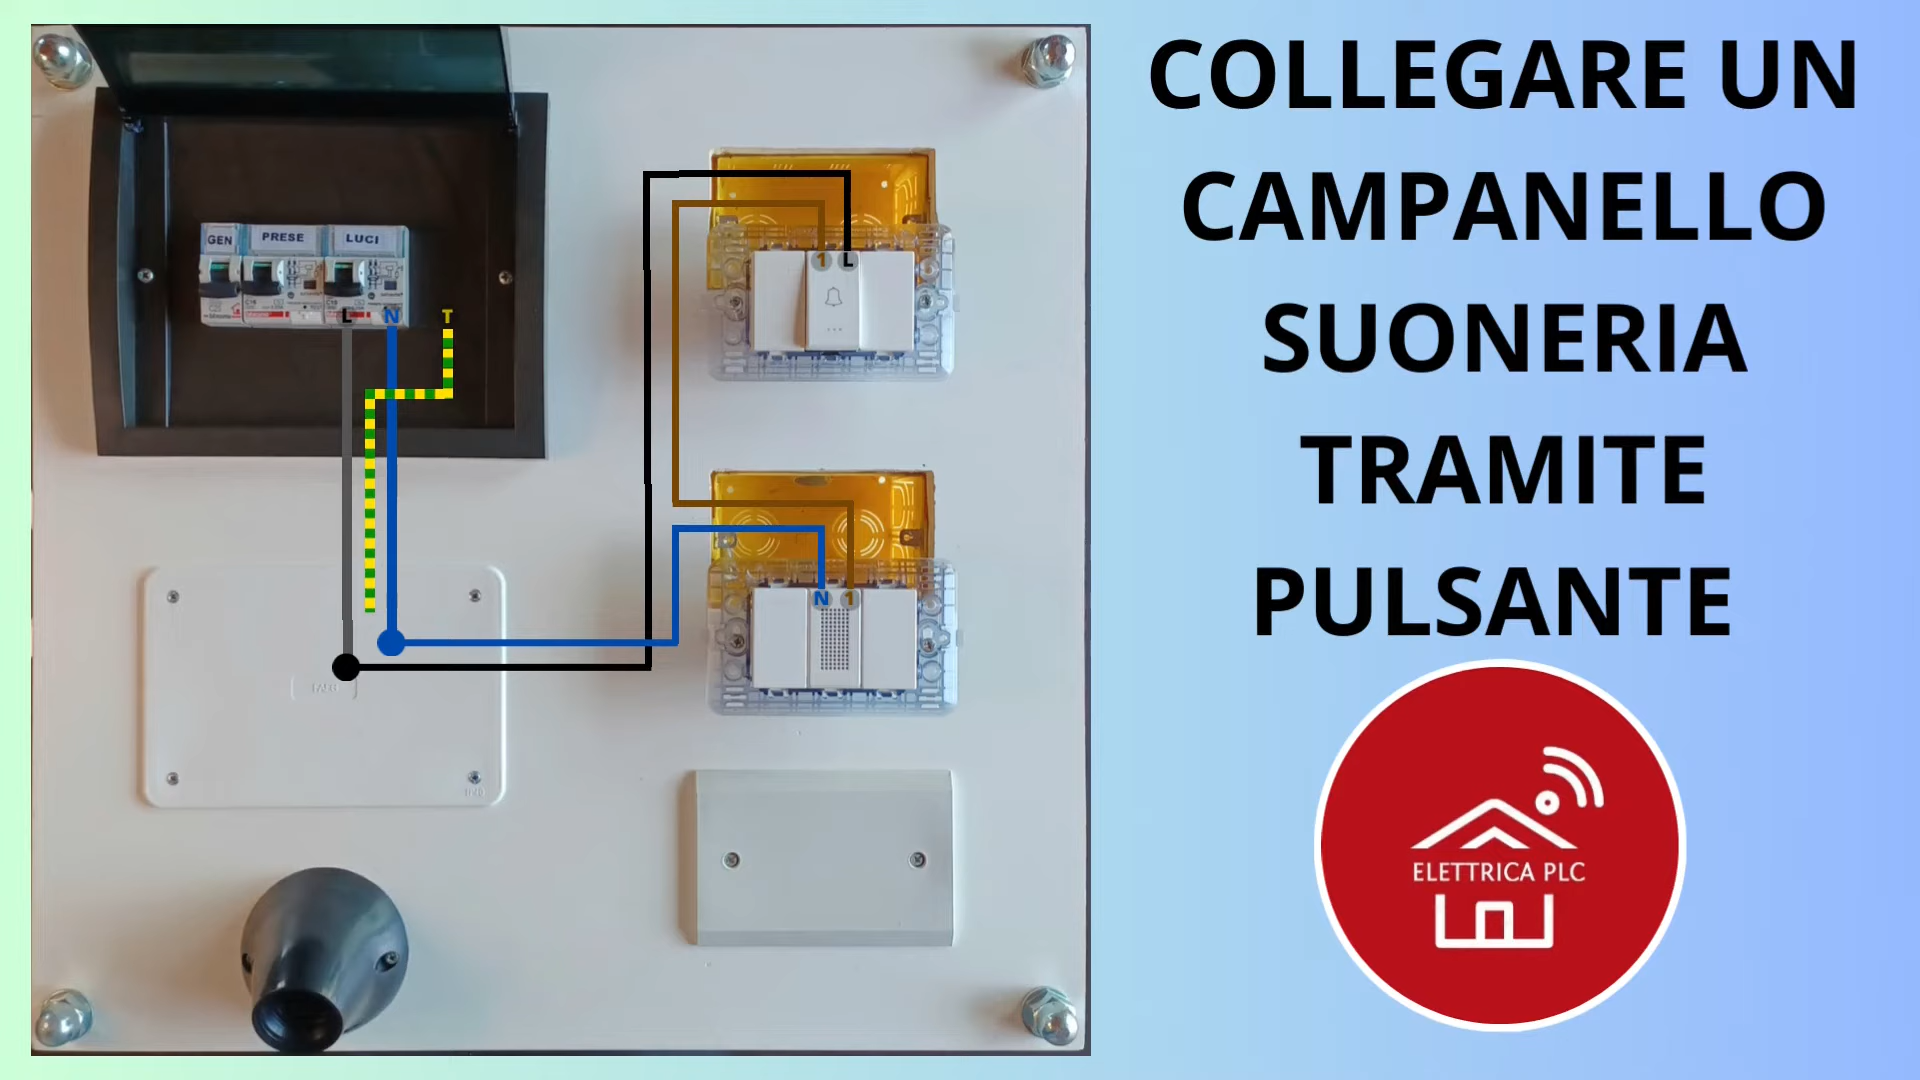 COLLEGARE UN
CAMPANELLO
SUONERIA
TRAMITE
PULSANTE
GEN
PRESE
LUCI
L
N
T
1
L
N
1
ELETTRICA PLC